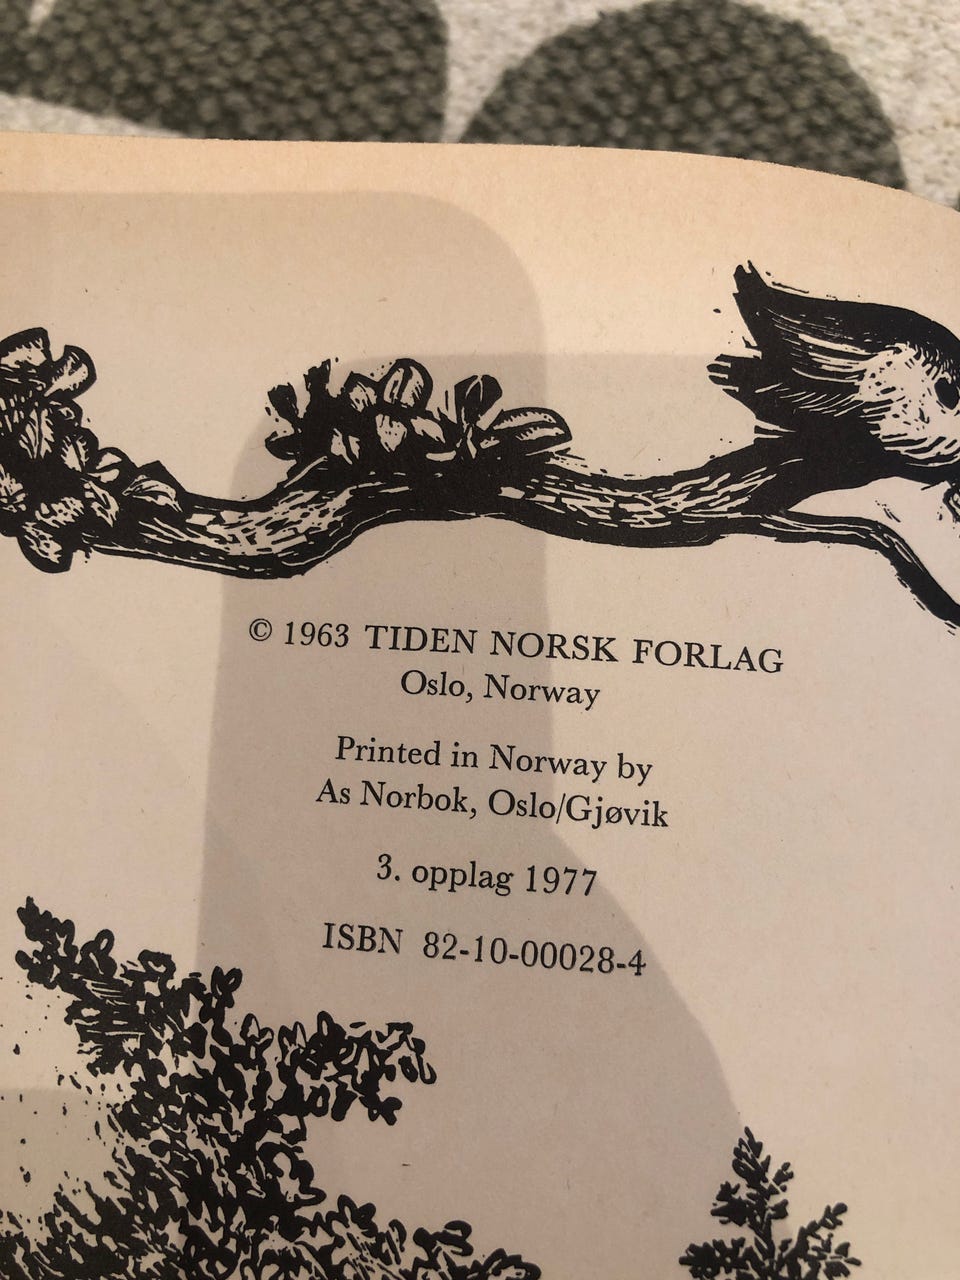 © 1963 TIDEN NORSK FORLAG
Oslo, Norway
Printed in Norway by
As Norbok, Oslo/Gjøvik
3. opplag 1977
ISBN 82-10-00028-4